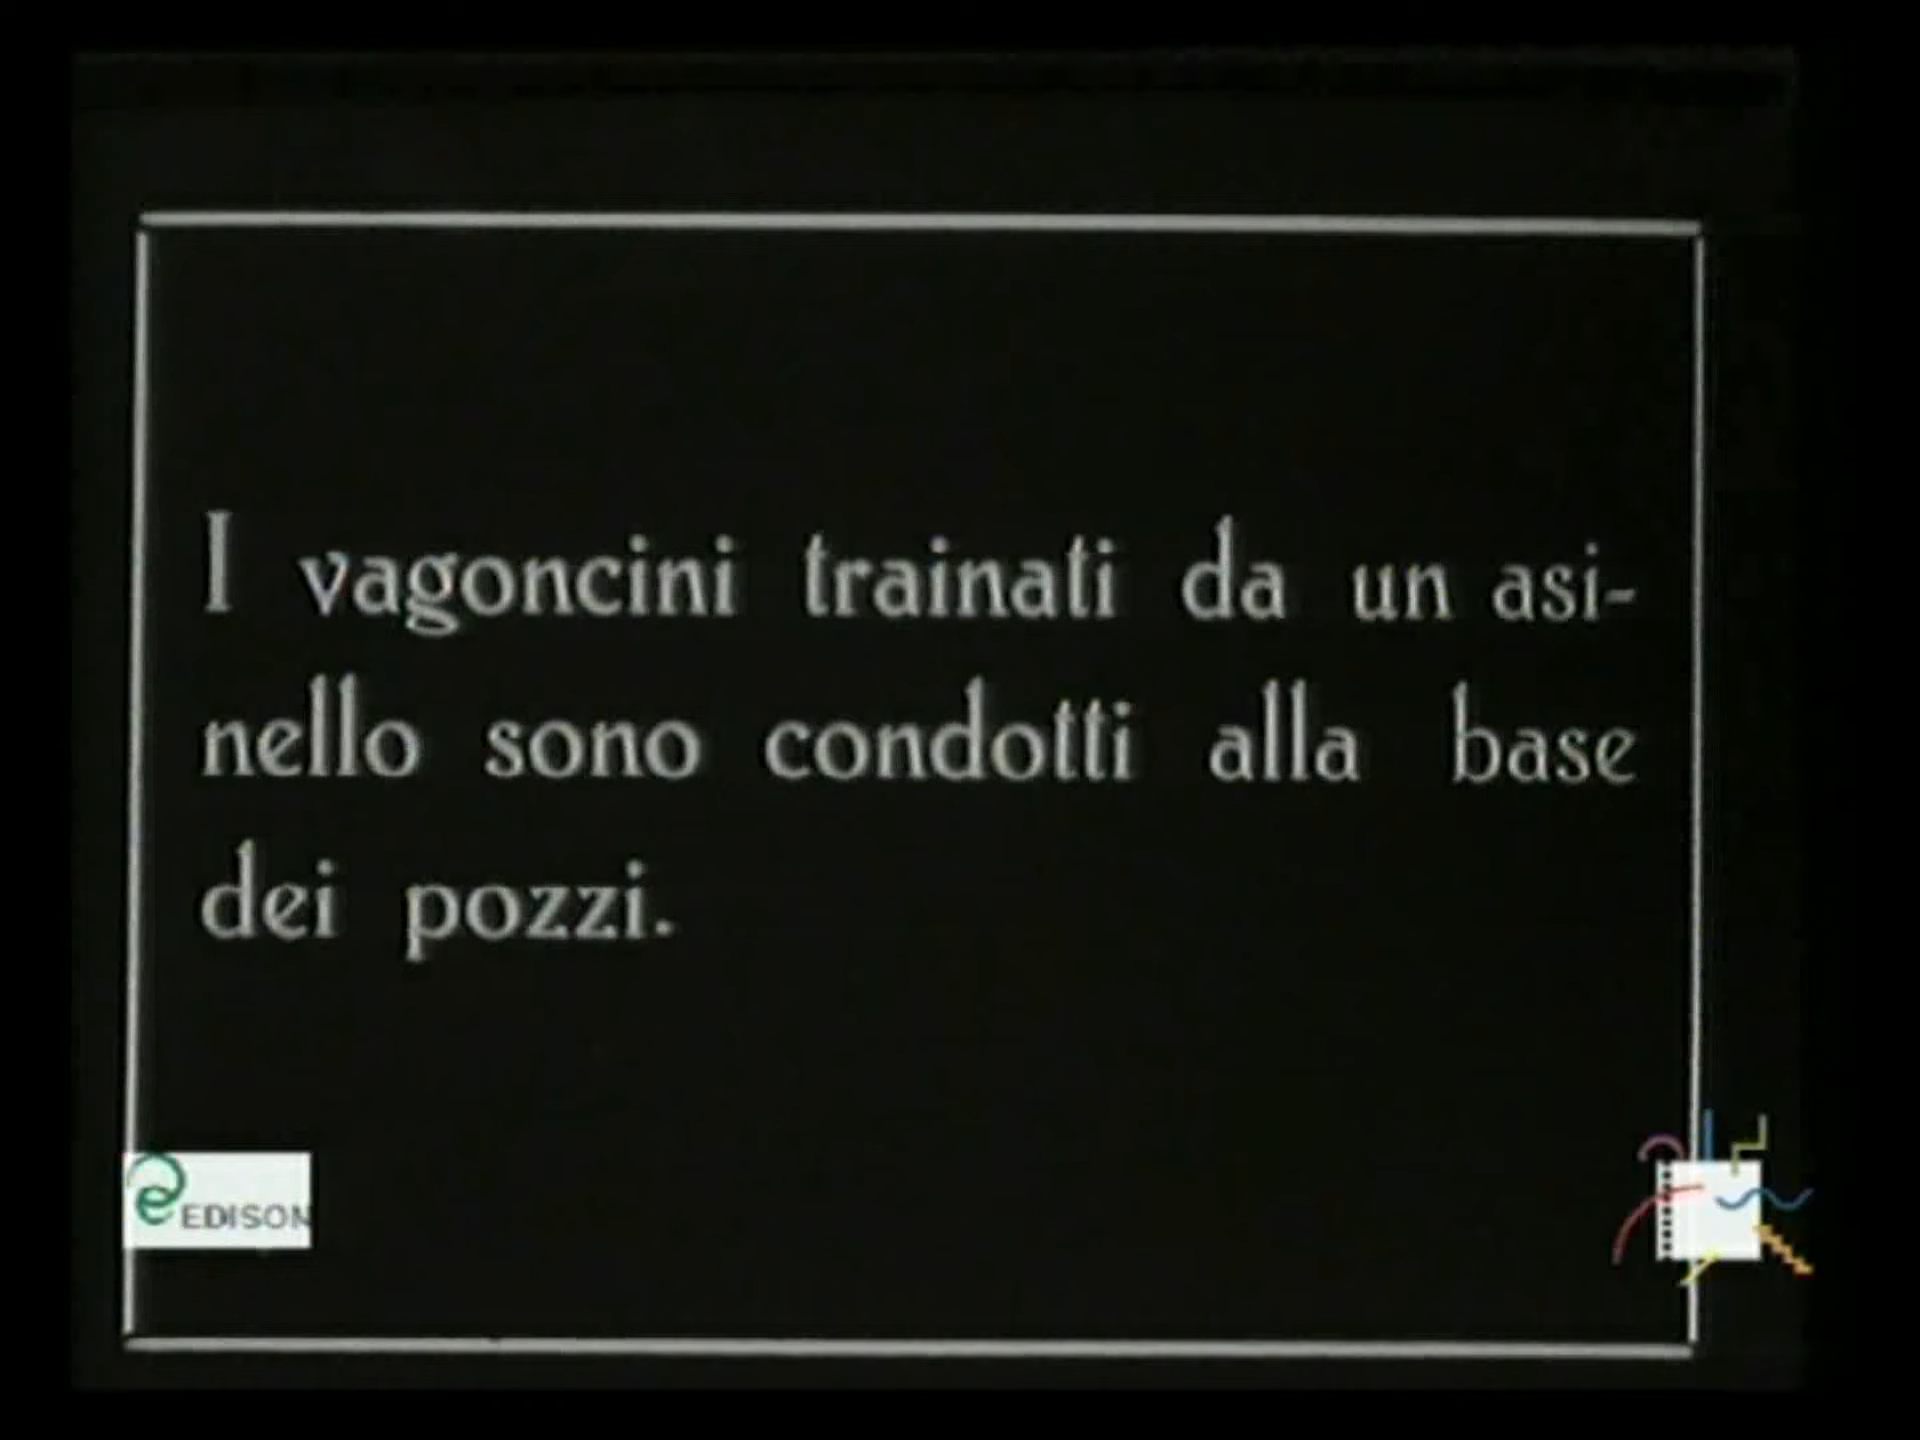 I vagoncini trainati da un asi-
nello sono condotti alla base
dei pozzi.
EDISON